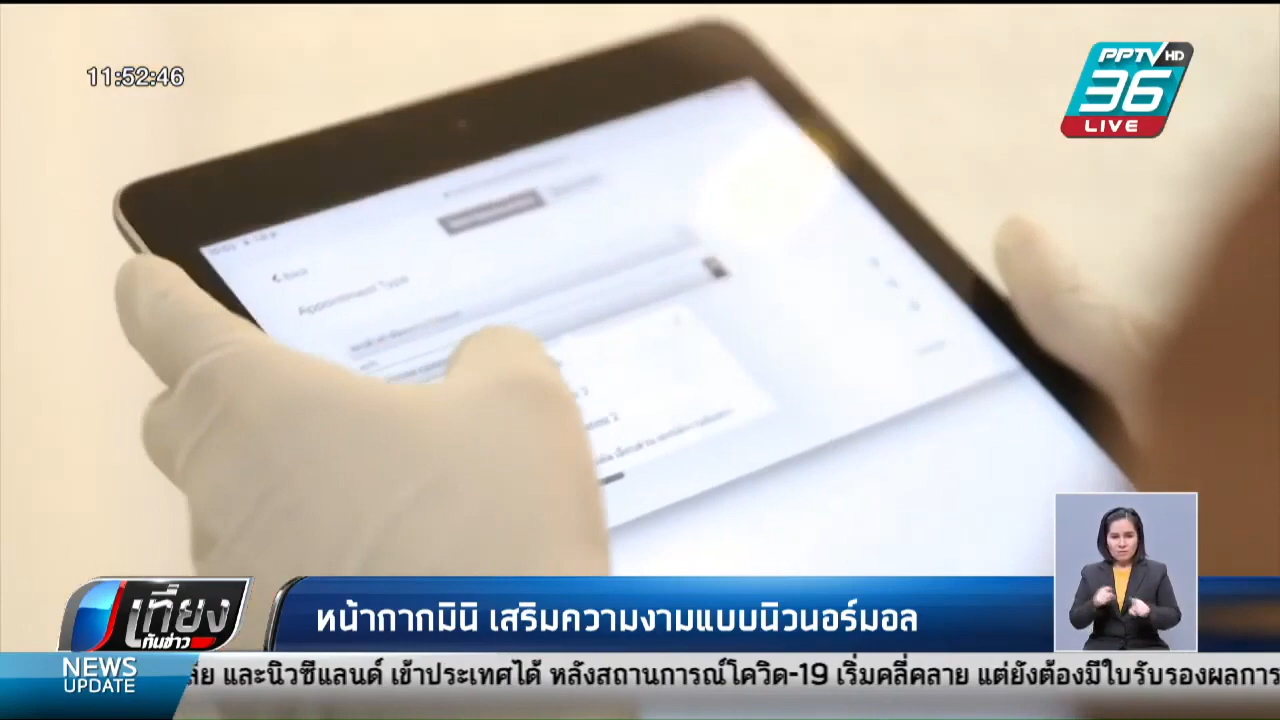 11:52:46
PPTV HD
36
LIVE
Back
Appointment Type
เที่ยง
ทันข่าว
หน้ากากมินิ เสริมความงามแบบนิวนอร์มอล
NEWS
UPDATE
และนิวซีแลนด์ เข้าประเทศได้ หลังสถานการณ์โควิด-19 เริ่มคลี่คลาย แต่ยังต้องมีใบรับรองผลการ